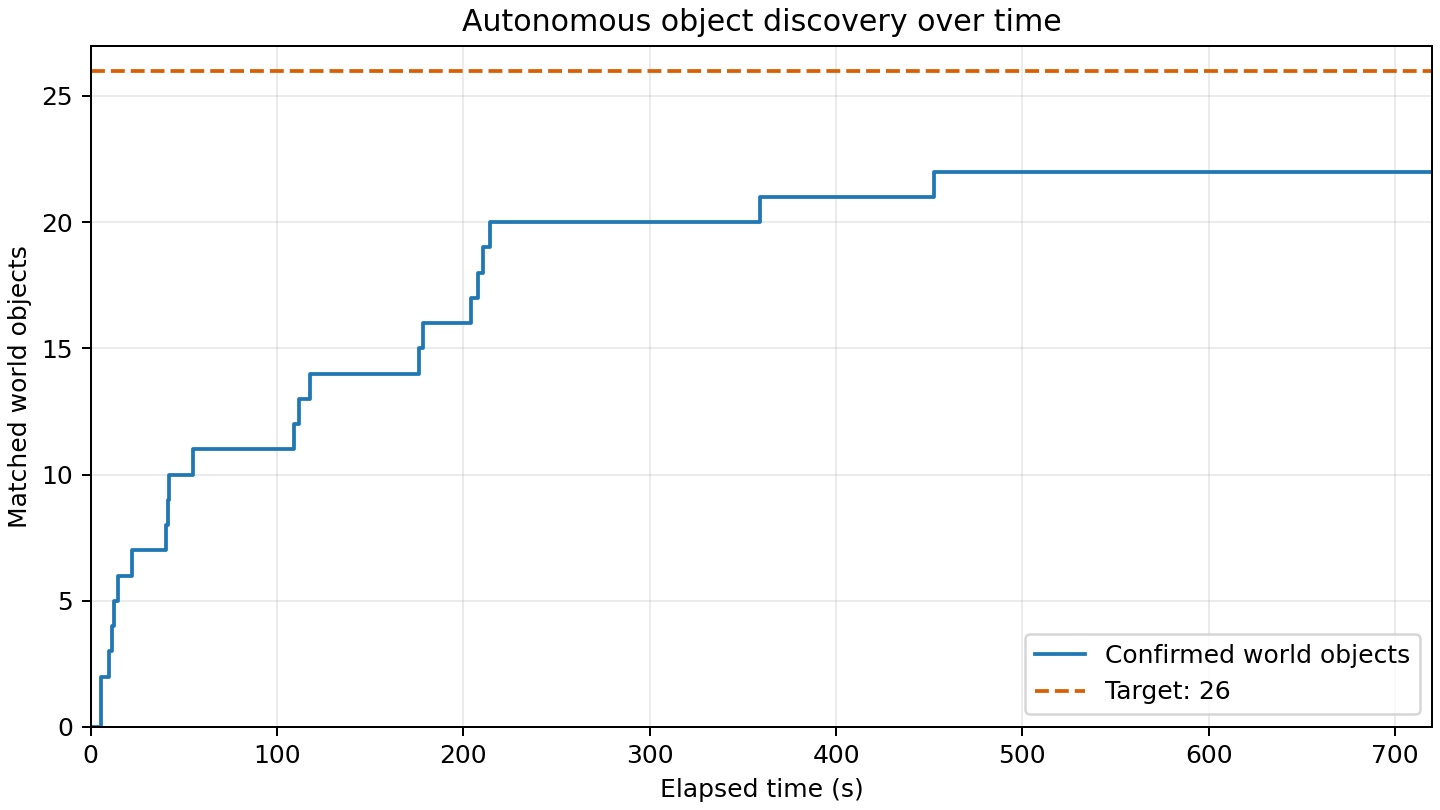 Autonomous object discovery over time
Matched world objects
25
20
15
10
5
0
0 100 200 300 400 500 600 700
Elapsed time (s)
Confirmed world objects
Target: 26